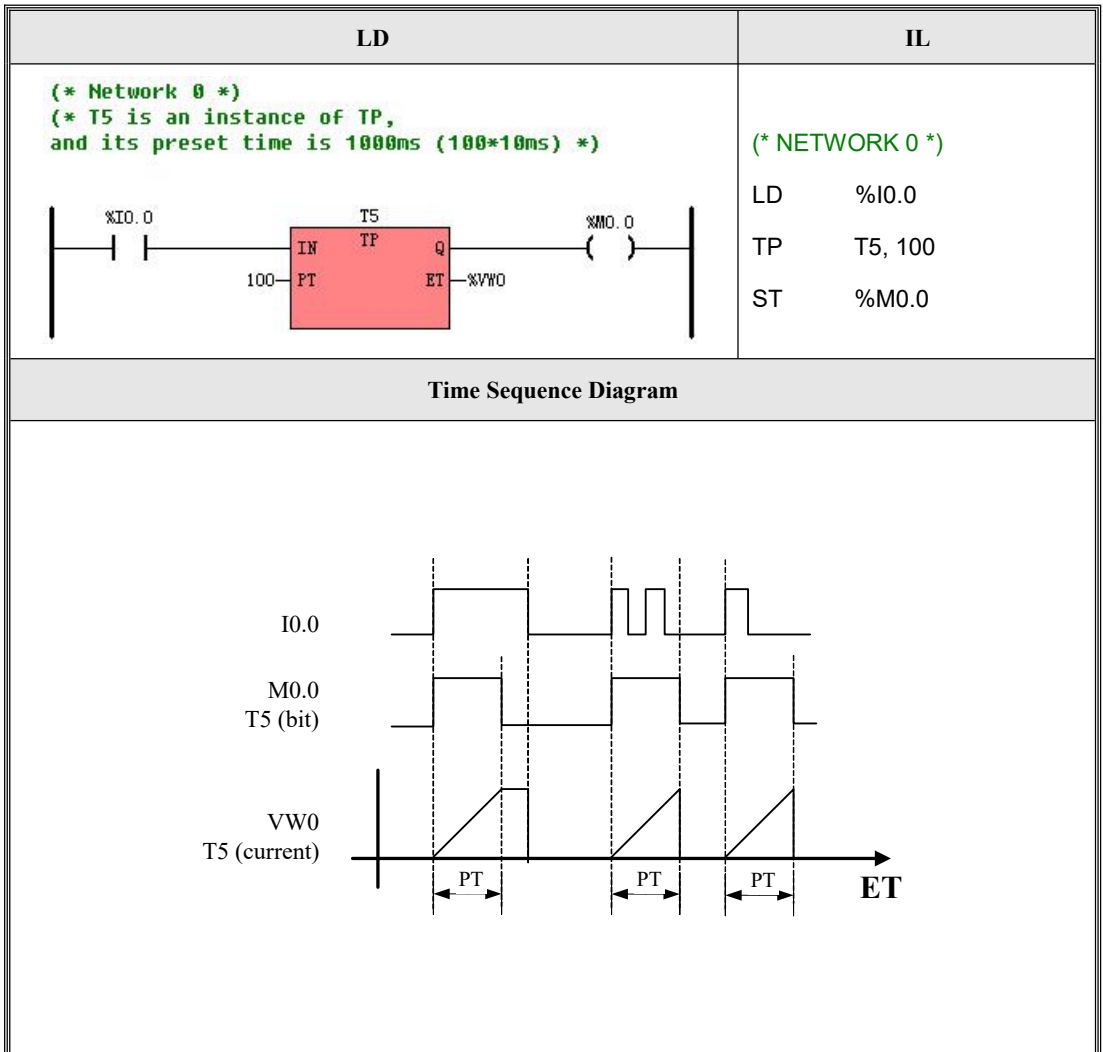 LD
IL
(* Network 0 *)
(* T5 is an instance of TP,
and its preset time is 1000ms (100*10ms) *)
%I0.0
T5
TP
%M0.0
IN
Q
100
PT
ET
%VW0
(* NETWORK 0 *)
LD %I0.0
TP T5, 100
ST %M0.0
Time Sequence Diagram
I0.0
M0.0
T5 (bit)
VW0
T5 (current)
PT
PT
PT
ET